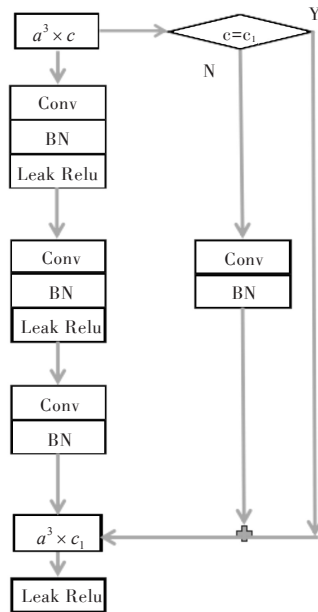 a³ × c
c=c₁
Y
N
Conv
BN
Leak Relu
Conv
BN
Leak Relu
Conv
BN
Conv
BN
a³ × c₁
Leak Relu